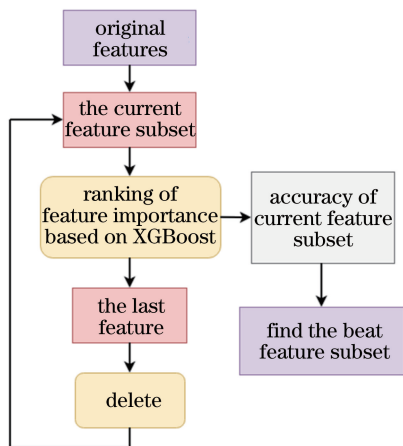 original
features
the current
feature subset
ranking of
feature importance
based on XGBoost
accuracy of
current feature
subset
the last
feature
find the beat
feature subset
delete